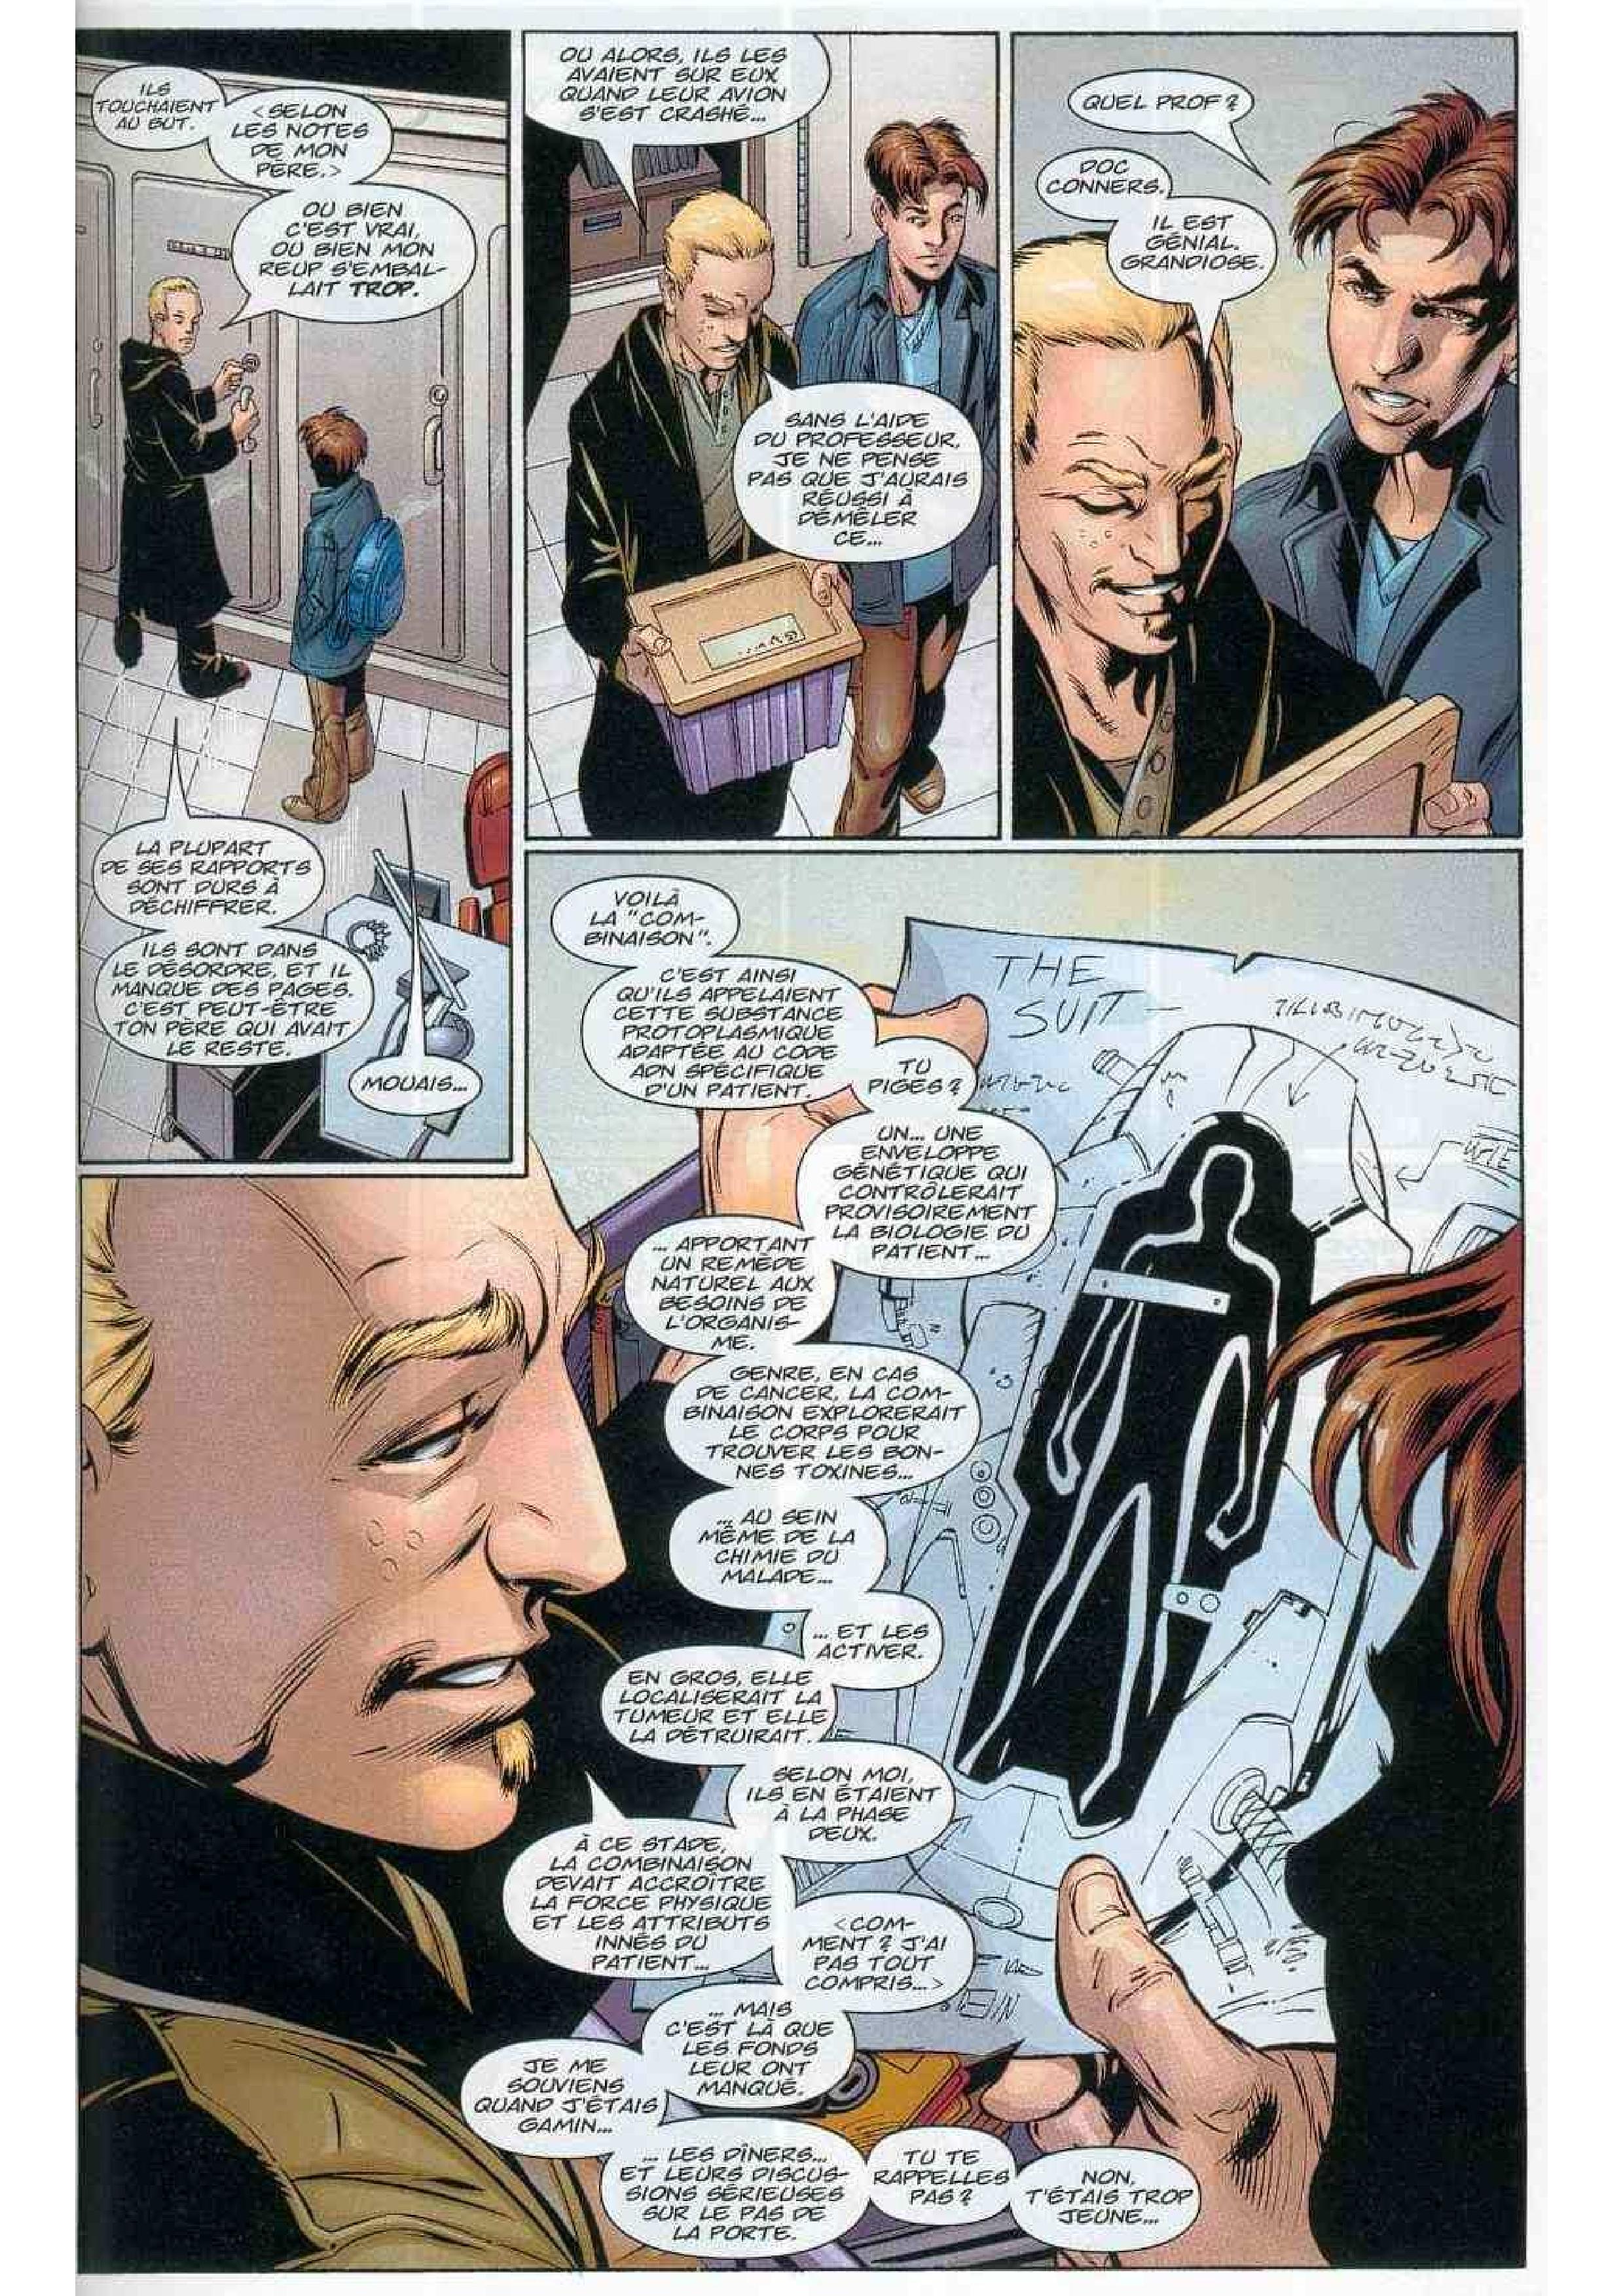 ILS
TOUCHAIENT
AU BUT.
<SELON
LES NOTES
DE MON
PÈRE.>
OU BIEN
C'EST VRAI,
OU BIEN MON
REUP S'EMBAL-
LAIT TROP.
LA PLUPART
DE SES RAPPORTS
SONT DURS À
DÉCHIFFRER.
ILS SONT DANS
LE DÉSORDRE, ET IL
MANQUE DES PAGES.
C'EST PEUT-ÊTRE
TON PÈRE QUI AVAIT
LE RESTE.
MOUAIS...
OU ALORS, ILS LES
AVAIENT SUR EUX
QUAND LEUR AVION
S'EST CRASHÉ...
SANS L'AIDE
DU PROFESSEUR,
JE NE PENSE
PAS QUE J'AURAIS
RÉUSSI À
DÉMÊLER
CE...
QUEL PROF ?
DOC
CONNERS.
IL EST
GÉNIAL.
GRANDIOSE.
VOILÀ
LA "COM-
BINAISON".
C'EST AINSI
QU'ILS APPELAIENT
CETTE SUBSTANCE
PROTOPLASMIQUE
ADAPTÉE AU CODE
ADN SPÉCIFIQUE
D'UN PATIENT.
TU
PIGES ?
THE
SUIT
UN... UNE
ENVELOPPE
GÉNÉTIQUE QUI
CONTRÔLERAIT
PROVISOIREMENT
LA BIOLOGIE DU
PATIENT...
... APPORTANT
UN REMÈDE
NATUREL AUX
BESOINS DE
L'ORGANIS-
ME.
GENRE, EN CAS
DE CANCER, LA COM-
BINAISON EXPLORERAIT
LE CORPS POUR
TROUVER LES BON-
NES TOXINES...
... AU SEIN
MÊME DE LA
CHIMIE DU
MALADE...
... ET LES
ACTIVER.
EN GROS, ELLE
LOCALISERAIT LA
TUMEUR ET ELLE
LA DÉTRUIRAIT.
SELON MOI,
ILS EN ÉTAIENT
À LA PHASE
DEUX.
À CE STADE,
LA COMBINAISON
DEVAIT ACCROÎTRE
LA FORCE PHYSIQUE
ET LES ATTRIBUTS
INNÉS DU
PATIENT...
<COM-
MENT ? J'AI
PAS TOUT
COMPRIS...>
... MAIS
C'EST LÀ QUE
LES FONDS
LEUR ONT
MANQUÉ.
JE ME
SOUVIENS
QUAND J'ÉTAIS
GAMIN...
... LES DÎNERS...
ET LEURS DISCUS-
SIONS SÉRIEUSES
SUR LE PAS DE
LA PORTE.
TU TE
RAPPELLES
PAS ?
NON,
T'ÉTAIS TROP
JEUNE...